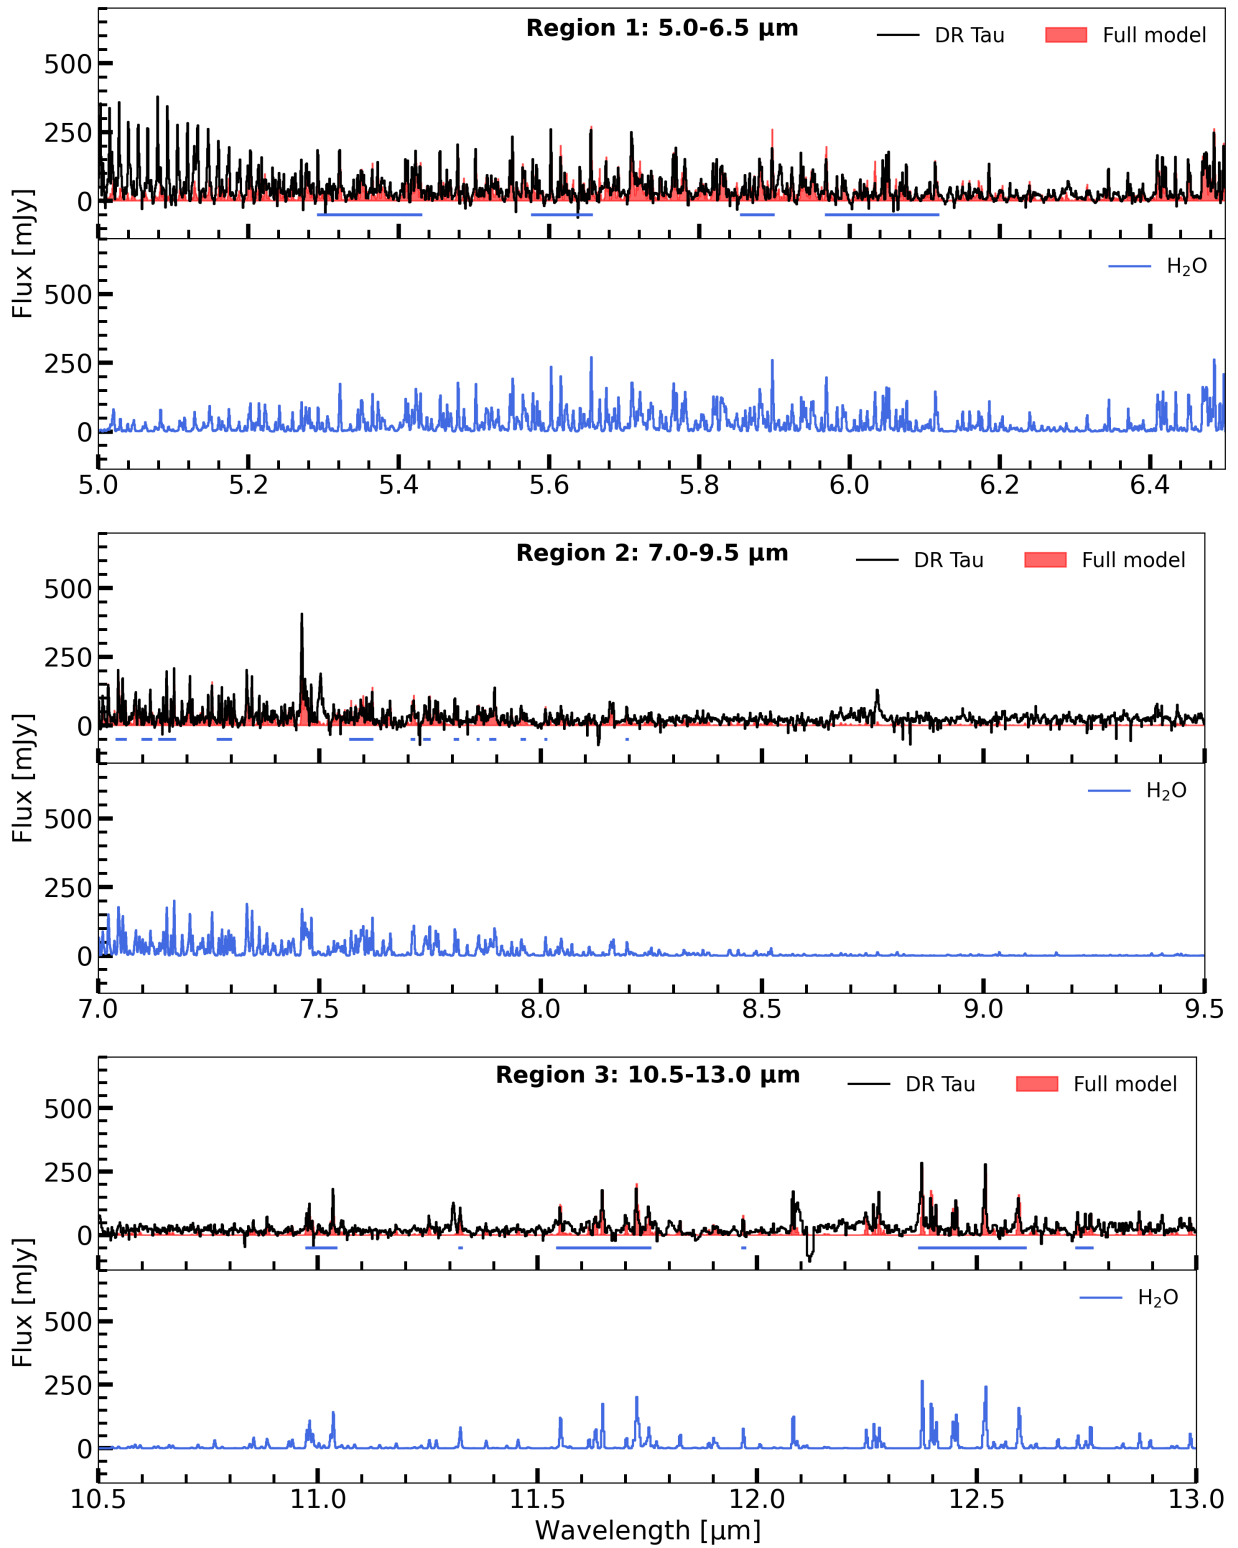 Region 1: 5.0-6.5 µm
DR Tau
Full model
500
250
0
H₂O
500
250
0
Flux [mJy]
5.0 5.2 5.4 5.6 5.8 6.0 6.2 6.4
Region 2: 7.0-9.5 µm
DR Tau
Full model
500
250
0
H₂O
500
250
0
Flux [mJy]
7.0 7.5 8.0 8.5 9.0 9.5
Region 3: 10.5-13.0 µm
DR Tau
Full model
500
250
0
H₂O
500
250
0
Flux [mJy]
10.5 11.0 11.5 12.0 12.5 13.0
Wavelength [µm]